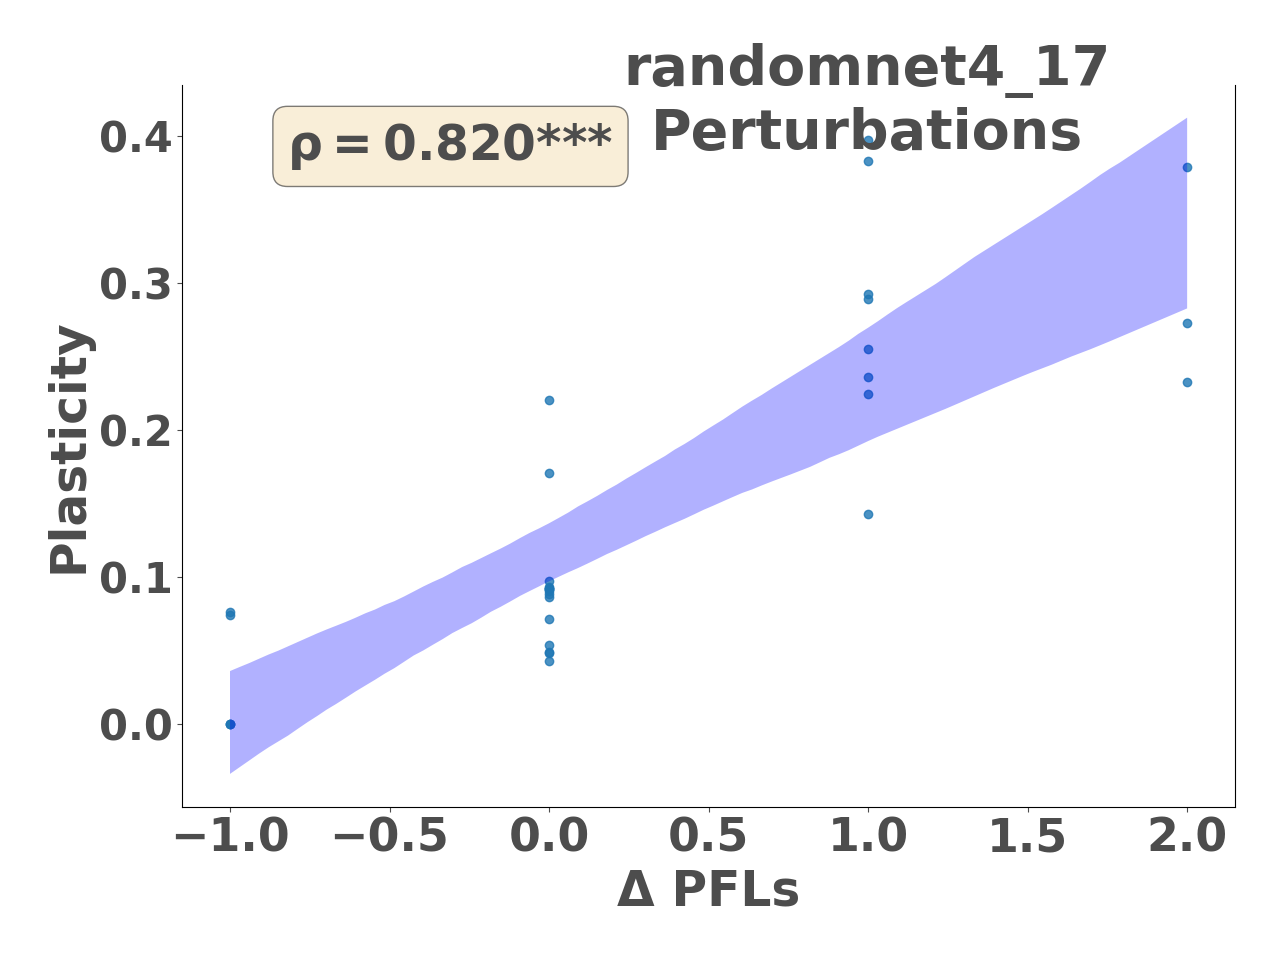 randomnet4_17
Perturbations
ρ = 0.820***
0.4
0.3
0.2
0.1
0.0
Plasticity
−1.0 −0.5 0.0 0.5 1.0 1.5 2.0
Δ PFLs